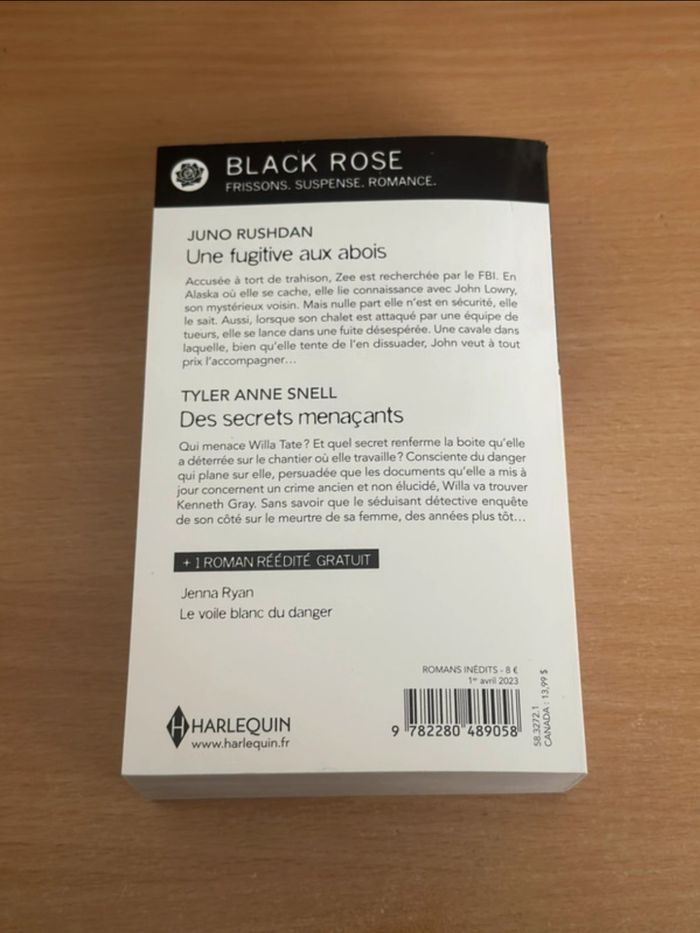 BLACK ROSE
FRISSONS. SUSPENSE. ROMANCE.
JUNO RUSHDAN
Une fugitive aux abois
Accusée à tort de trahison, Zee est recherchée par le FBI. En
Alaska où elle se cache, elle lie connaissance avec John Lowry,
son mystérieux voisin. Mais nulle part elle n'est en sécurité, elle
le sait. Aussi, lorsque son chalet est attaqué par une équipe de
tueurs, elle se lance dans une fuite désespérée. Une cavale dans
laquelle, bien qu'elle tente de l'en dissuader, John veut à tout
prix l'accompagner...
TYLER ANNE SNELL
Des secrets menaçants
Qui menace Willa Tate ? Et quel secret renferme la boite qu'elle
a déterrée sur le chantier où elle travaille ? Consciente du danger
qui plane sur elle, persuadée que les documents qu'elle a mis à
jour concernent un crime ancien et non élucidé, Willa va trouver
Kenneth Gray. Sans savoir que le séduisant détective enquête
de son côté sur le meurtre de sa femme, des années plus tôt...
+ 1 ROMAN RÉÉDITÉ GRATUIT
Jenna Ryan
Le voile blanc du danger
ROMANS INÉDITS - 8 €
1er avril 2023
9 782280 489058
58.3272.1
CANADA : 13,99 $
H
HARLEQUIN
www.harlequin.fr